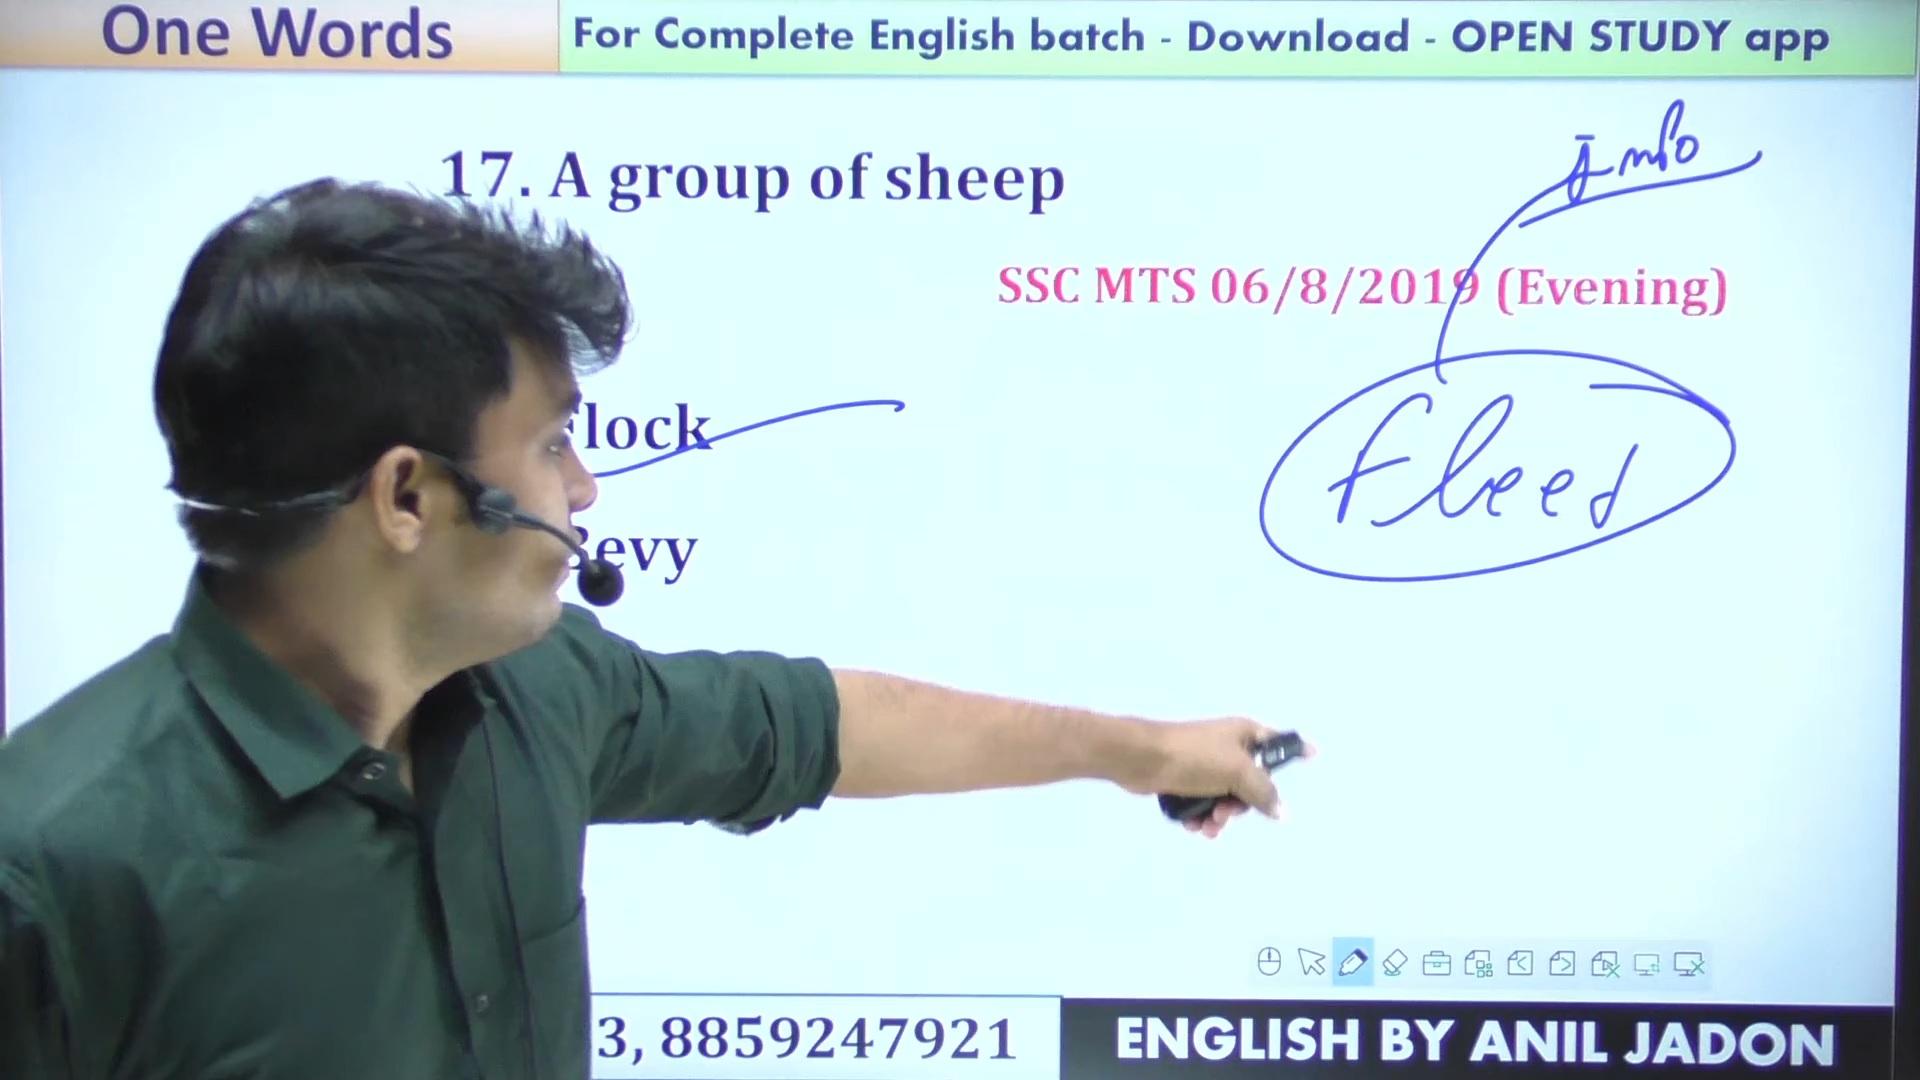 One Words
For Complete English batch - Download - OPEN STUDY app
Info
17. A group of sheep
SSC MTS 06/8/2019 (Evening)
Flock
Bevy
3, 8859247921
ENGLISH BY ANIL JADON